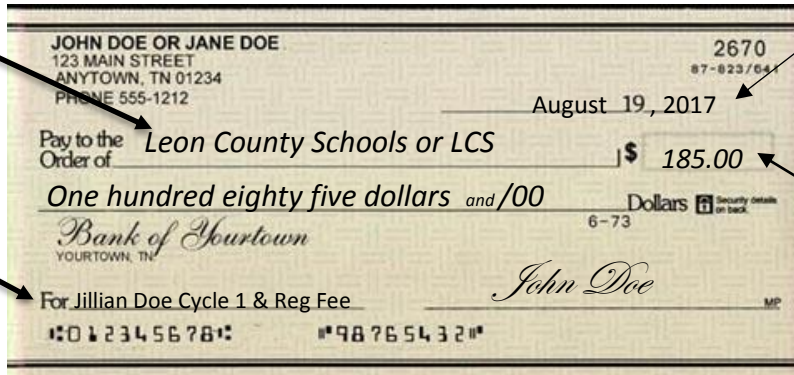 JOHN DOE OR JANE DOE
123 MAIN STREET
ANYTOWN, TN 01234
PHONE 555-1212
2670
87-823/641
August 19, 2017
Pay to the Order of Leon County Schools or LCS $ 185.00
One hundred eighty five dollars and /00 Dollars Security details on back
6-73
Bank of Yourtown
YOURTOWN, TN
For Jillian Doe Cycle 1 & Reg Fee John Doe MP
⑆012345678⑆ ⑈98765432⑈